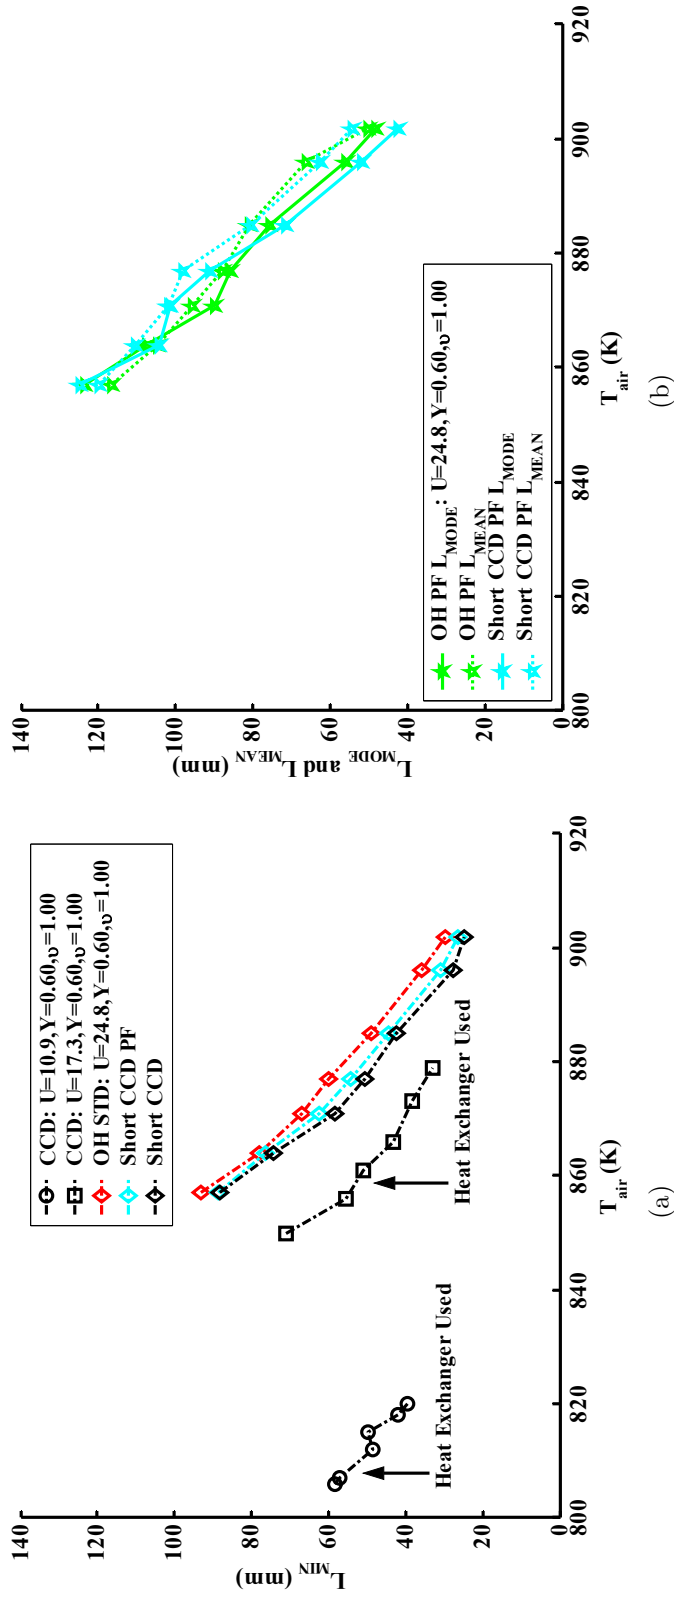 140
120
100
80
60
40
20
0
L_MIN (mm)
800
820
840
860
880
900
920
T_air (K)
CCD: U=10.9,Y=0.60,υ=1.00
CCD: U=17.3,Y=0.60,υ=1.00
OH STD: U=24.8,Y=0.60,υ=1.00
Short CCD PF
Short CCD
Heat Exchanger Used
Heat Exchanger Used
(a)
140
120
100
80
60
40
20
0
L_MODE and L_MEAN (mm)
800
820
840
860
880
900
920
T_air (K)
OH PF L_MODE: U=24.8,Y=0.60,υ=1.00
OH PF L_MEAN
Short CCD PF L_MODE
Short CCD PF L_MEAN
(b)